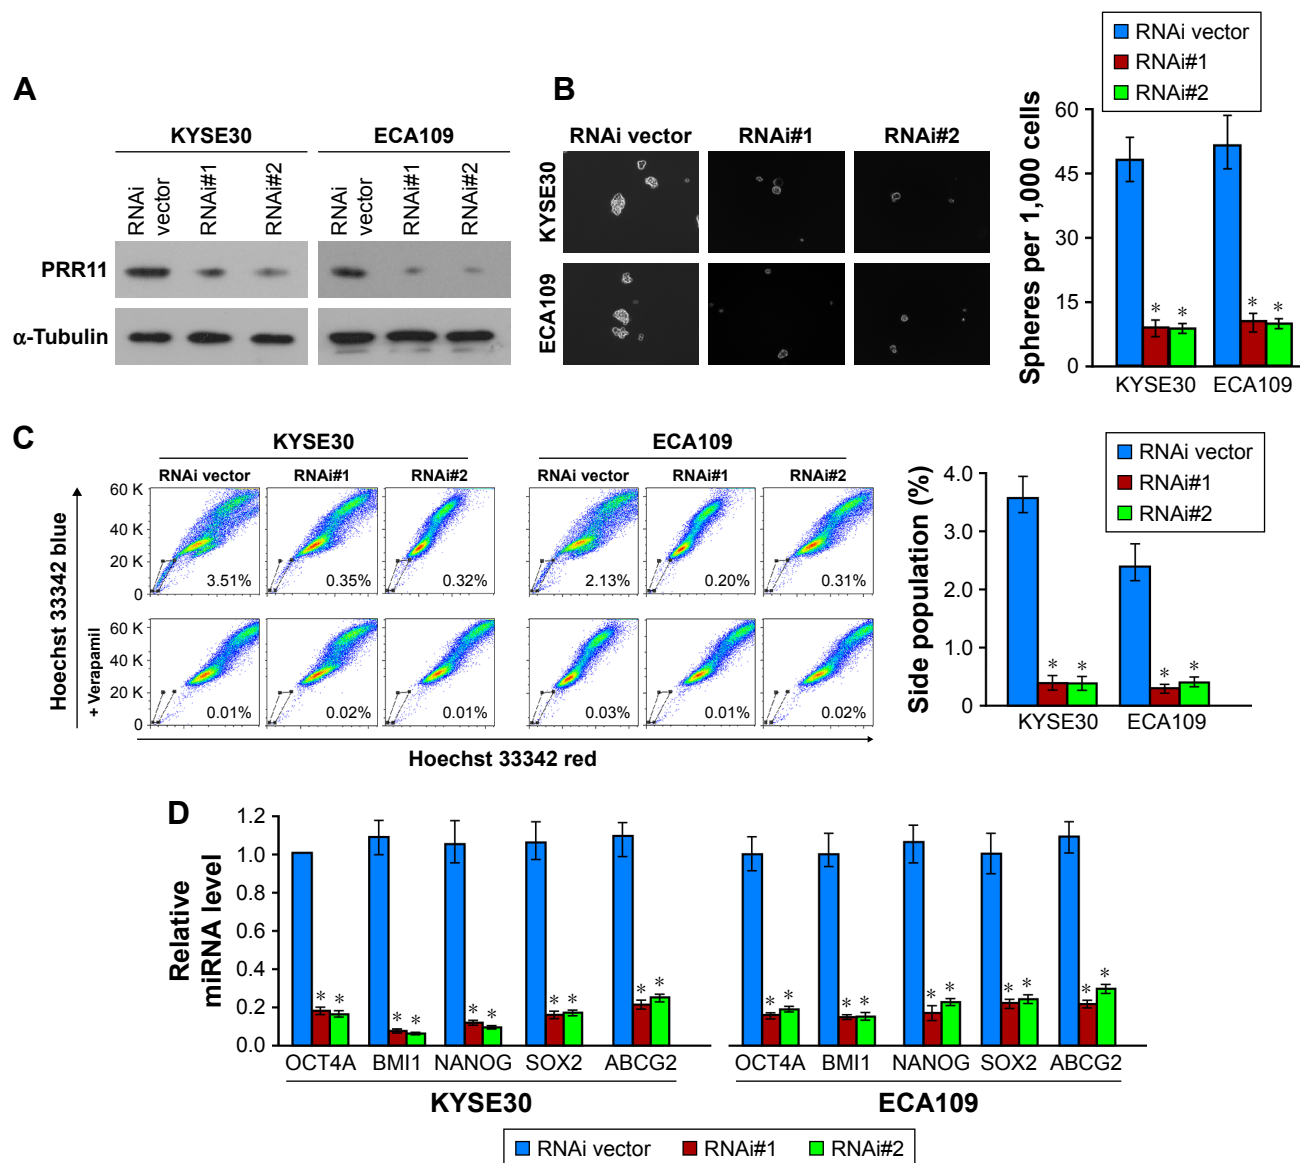 A
KYSE30
ECA109
RNAi vector
RNAi#1
RNAi#2
RNAi vector
RNAi#1
RNAi#2
PRR11
α-Tubulin
B
RNAi vector
RNAi#1
RNAi#2
KYSE30
ECA109
RNAi vector
RNAi#1
RNAi#2
Spheres per 1,000 cells
60
45
30
15
0
* * * *
KYSE30
ECA109
C
KYSE30
ECA109
RNAi vector
RNAi#1
RNAi#2
RNAi vector
RNAi#1
RNAi#2
Hoechst 33342 blue
+ Verapamil
60 K
40 K
20 K
0
3.51%
0.35%
0.32%
2.13%
0.20%
0.31%
60 K
40 K
20 K
0
0.01%
0.02%
0.01%
0.03%
0.01%
0.02%
Hoechst 33342 red
RNAi vector
RNAi#1
RNAi#2
Side population (%)
4.0
3.0
2.0
1.0
0
* * * *
KYSE30
ECA109
D
Relative miRNA level
1.2
1.0
0.8
0.6
0.4
0.2
0.0
* * * * * * * * * * * * * * * * * * * *
OCT4A BMI1 NANOG SOX2 ABCG2
OCT4A BMI1 NANOG SOX2 ABCG2
KYSE30
ECA109
RNAi vector
RNAi#1
RNAi#2